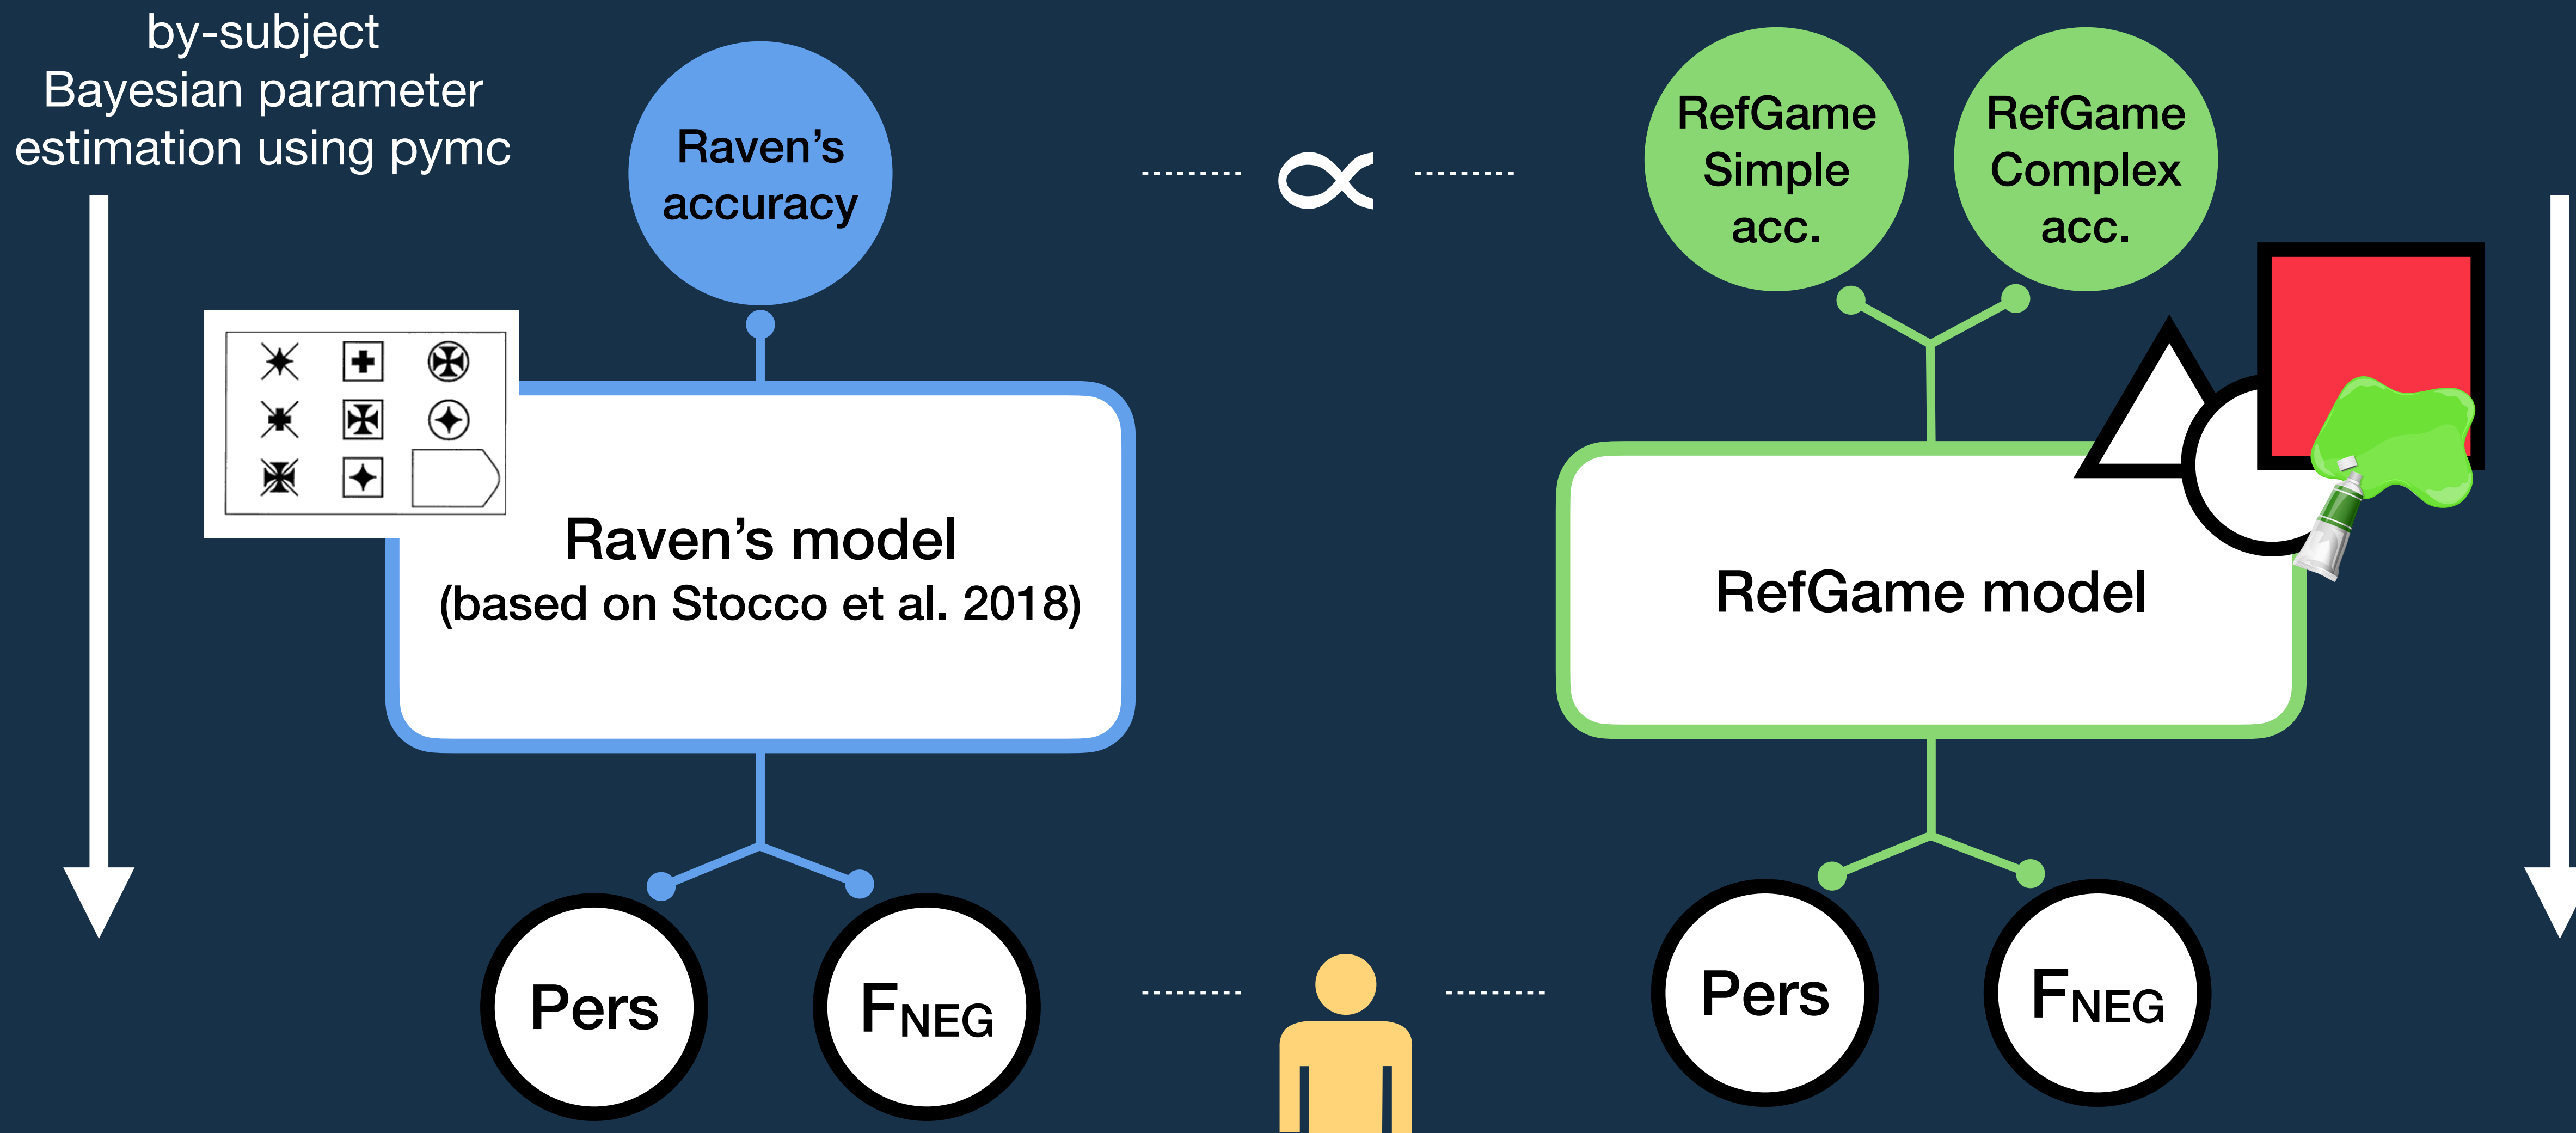 by-subject
Bayesian parameter
estimation using pymc
Raven's
accuracy
∝
RefGame
Simple
acc.
RefGame
Complex
acc.
Raven's model
(based on Stocco et al. 2018)
RefGame model
Pers
FNEG
Pers
FNEG